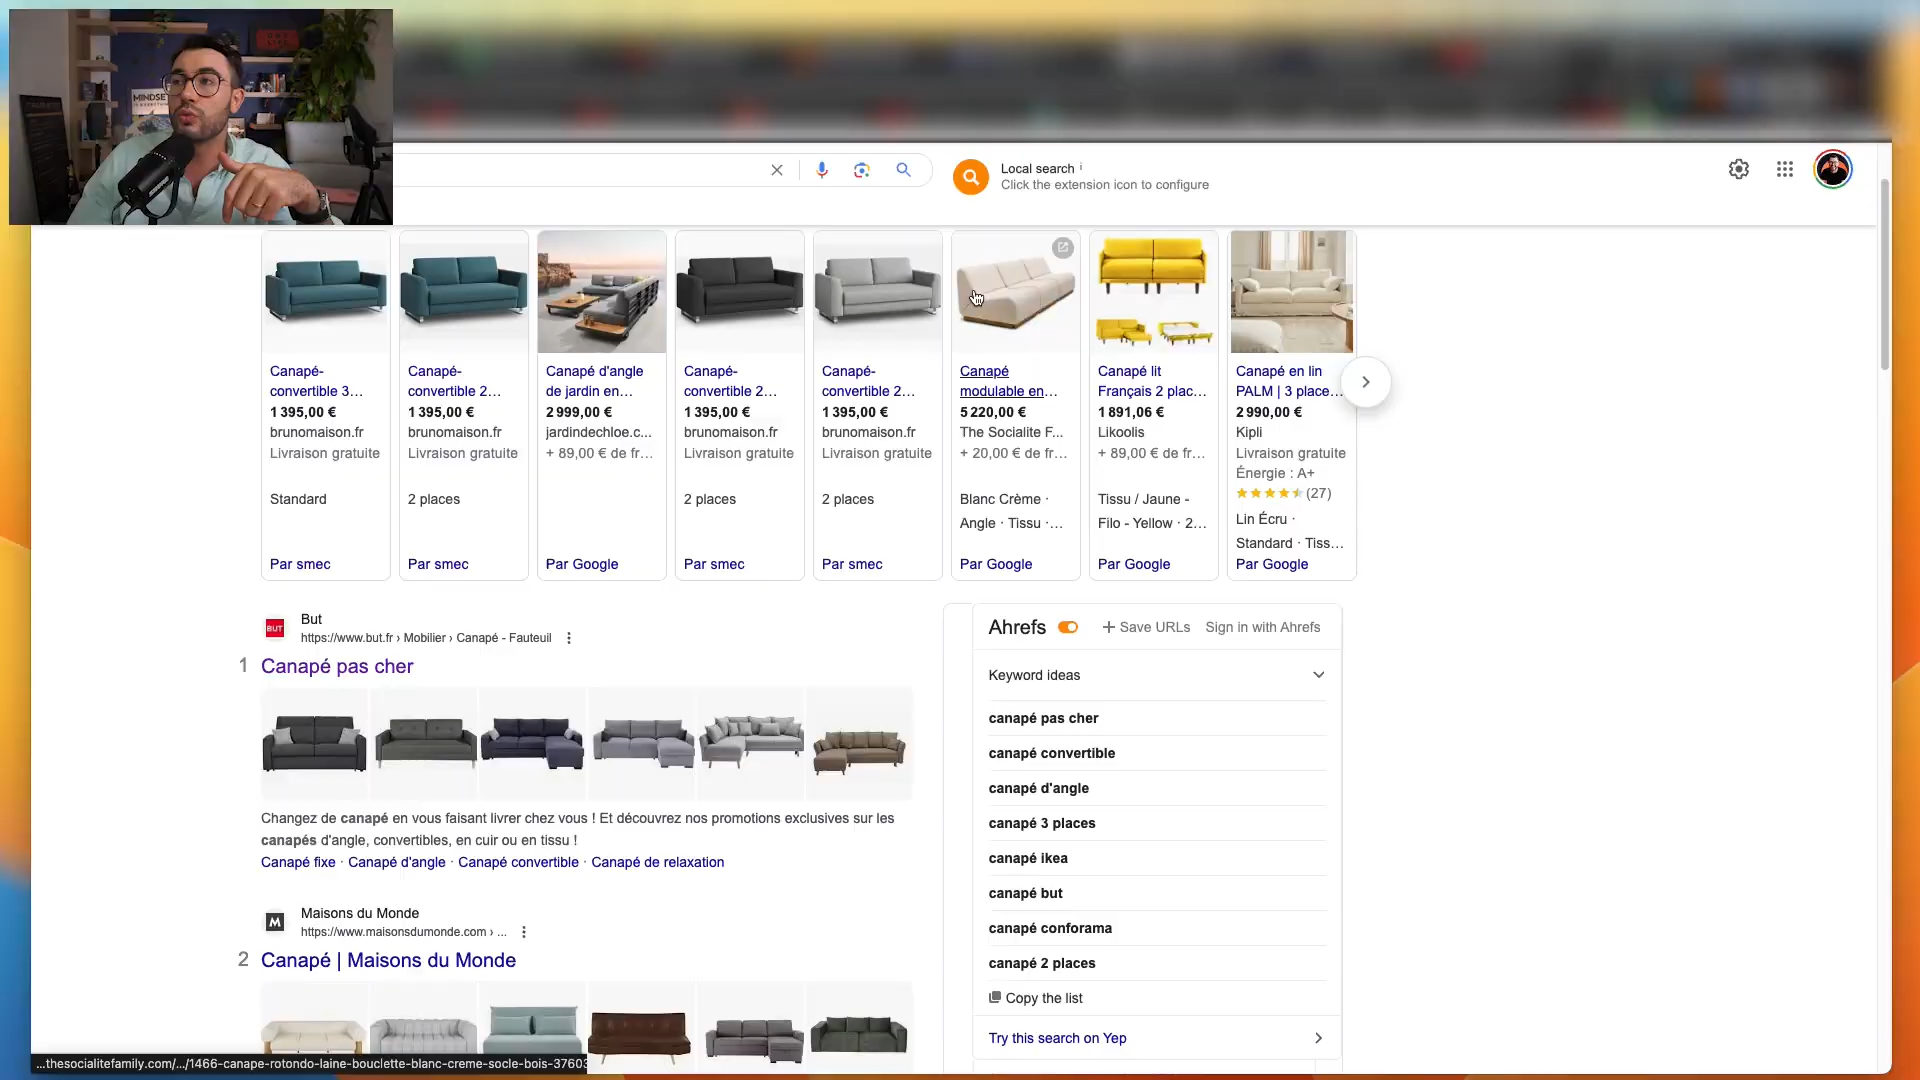 MINDSET
Local search i
Click the extension icon to configure
Canapé-
convertible 3...
1 395,00 €
brunomaison.fr
Livraison gratuite
Standard
Par smec
Canapé-
convertible 2...
1 395,00 €
brunomaison.fr
Livraison gratuite
2 places
Par smec
Canapé d'angle
de jardin en...
2 999,00 €
jardindechloe.c...
+ 89,00 € de fr...
Par Google
Canapé-
convertible 2...
1 395,00 €
brunomaison.fr
Livraison gratuite
2 places
Par smec
Canapé-
convertible 2...
1 395,00 €
brunomaison.fr
Livraison gratuite
2 places
Par smec
Canapé
modulable en...
5 220,00 €
The Socialite F...
+ 20,00 € de fr...
Blanc Crème ·
Angle · Tissu ·...
Par Google
Canapé lit
Français 2 plac...
1 891,06 €
Likoolis
+ 89,00 € de fr...
Tissu / Jaune -
Filo - Yellow · 2...
Par Google
Canapé en lin
PALM | 3 place...
2 990,00 €
Kipli
Livraison gratuite
Énergie : A+
(27)
Lin Écru ·
Standard · Tiss...
Par Google
BUT
But
https://www.but.fr › Mobilier › Canapé - Fauteuil
1 Canapé pas cher
Changez de canapé en vous faisant livrer chez vous ! Et découvrez nos promotions exclusives sur les
canapés d'angle, convertibles, en cuir ou en tissu !
Canapé fixe · Canapé d'angle · Canapé convertible · Canapé de relaxation
M
Maisons du Monde
https://www.maisonsdumonde.com › ...
2 Canapé | Maisons du Monde
Ahrefs + Save URLs Sign in with Ahrefs
Keyword ideas
canapé pas cher
canapé convertible
canapé d'angle
canapé 3 places
canapé ikea
canapé but
canapé conforama
canapé 2 places
Copy the list
Try this search on Yep
...thesocialitefamily.com/.../1466-canape-rotondo-laine-bouclette-blanc-creme-socle-bois-37603